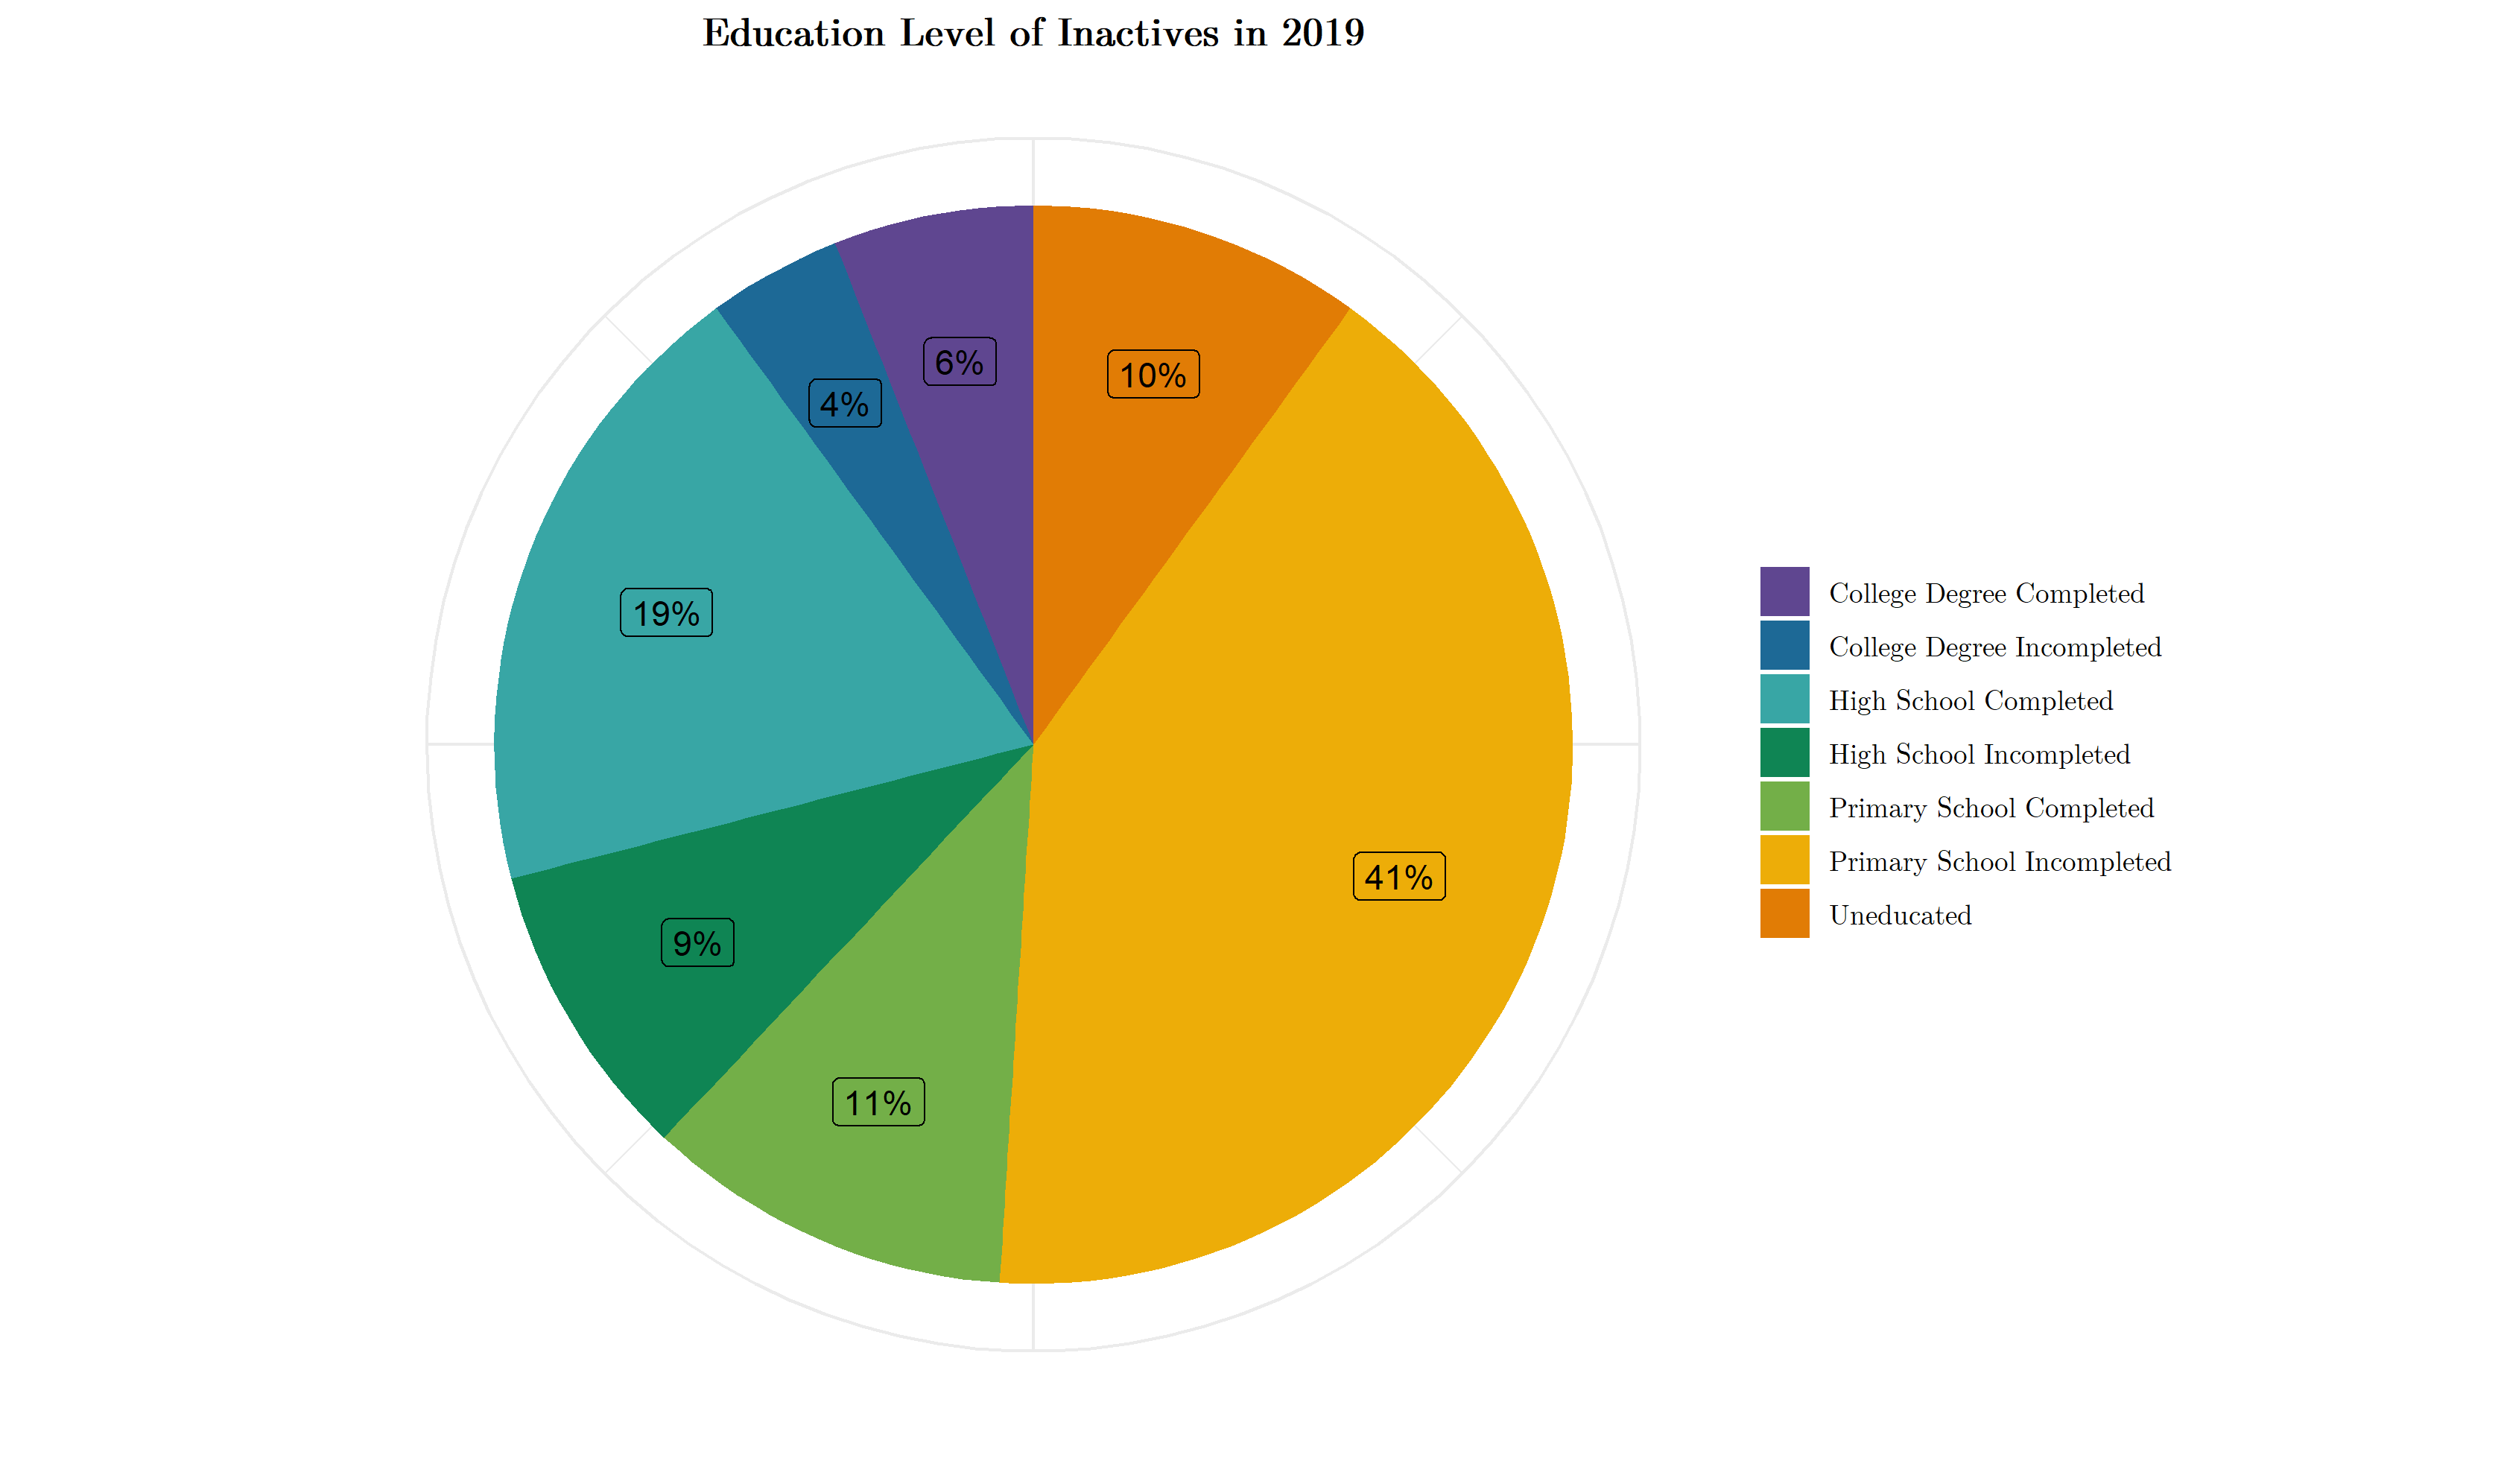 Education Level of Inactives in 2019
6%
10%
4%
19%
41%
9%
11%
College Degree Completed
College Degree Incompleted
High School Completed
High School Incompleted
Primary School Completed
Primary School Incompleted
Uneducated